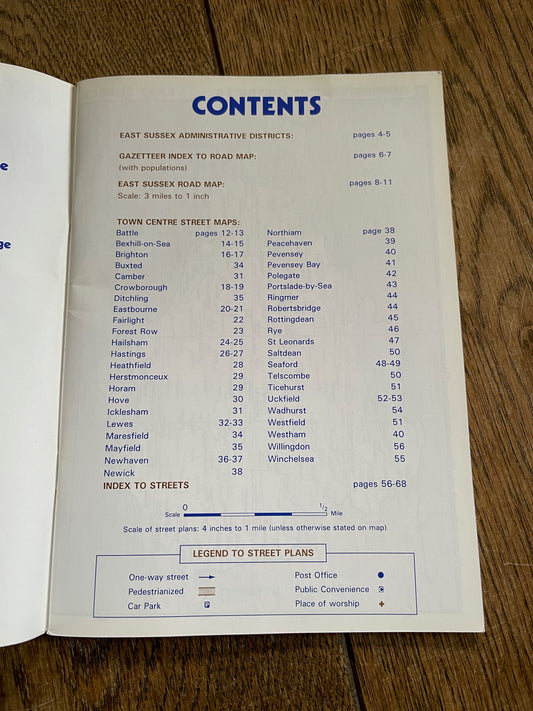 CONTENTS
EAST SUSSEX ADMINISTRATIVE DISTRICTS: pages 4-5
GAZETTEER INDEX TO ROAD MAP: pages 6-7
(with populations)
EAST SUSSEX ROAD MAP: pages 8-11
Scale: 3 miles to 1 inch
TOWN CENTRE STREET MAPS:
Battle pages 12-13
Bexhill-on-Sea 14-15
Brighton 16-17
Buxted 34
Camber 31
Crowborough 18-19
Ditchling 35
Eastbourne 20-21
Fairlight 22
Forest Row 23
Hailsham 24-25
Hastings 26-27
Heathfield 28
Herstmonceux 29
Horam 29
Hove 30
Icklesham 31
Lewes 32-33
Maresfield 34
Mayfield 35
Newhaven 36-37
Newick 38
Northiam page 38
Peacehaven 39
Pevensey 40
Pevensey Bay 41
Polegate 42
Portslade-by-Sea 43
Ringmer 44
Robertsbridge 44
Rottingdean 45
Rye 46
St Leonards 47
Saltdean 50
Seaford 48-49
Telscombe 50
Ticehurst 51
Uckfield 52-53
Wadhurst 54
Westfield 51
Westham 40
Willingdon 56
Winchelsea 55
INDEX TO STREETS pages 56-68
Scale 0 1/2 Mile
Scale of street plans: 4 inches to 1 mile (unless otherwise stated on map)
LEGEND TO STREET PLANS
One-way street
Pedestrianized
Car Park P
Post Office
Public Convenience
Place of worship